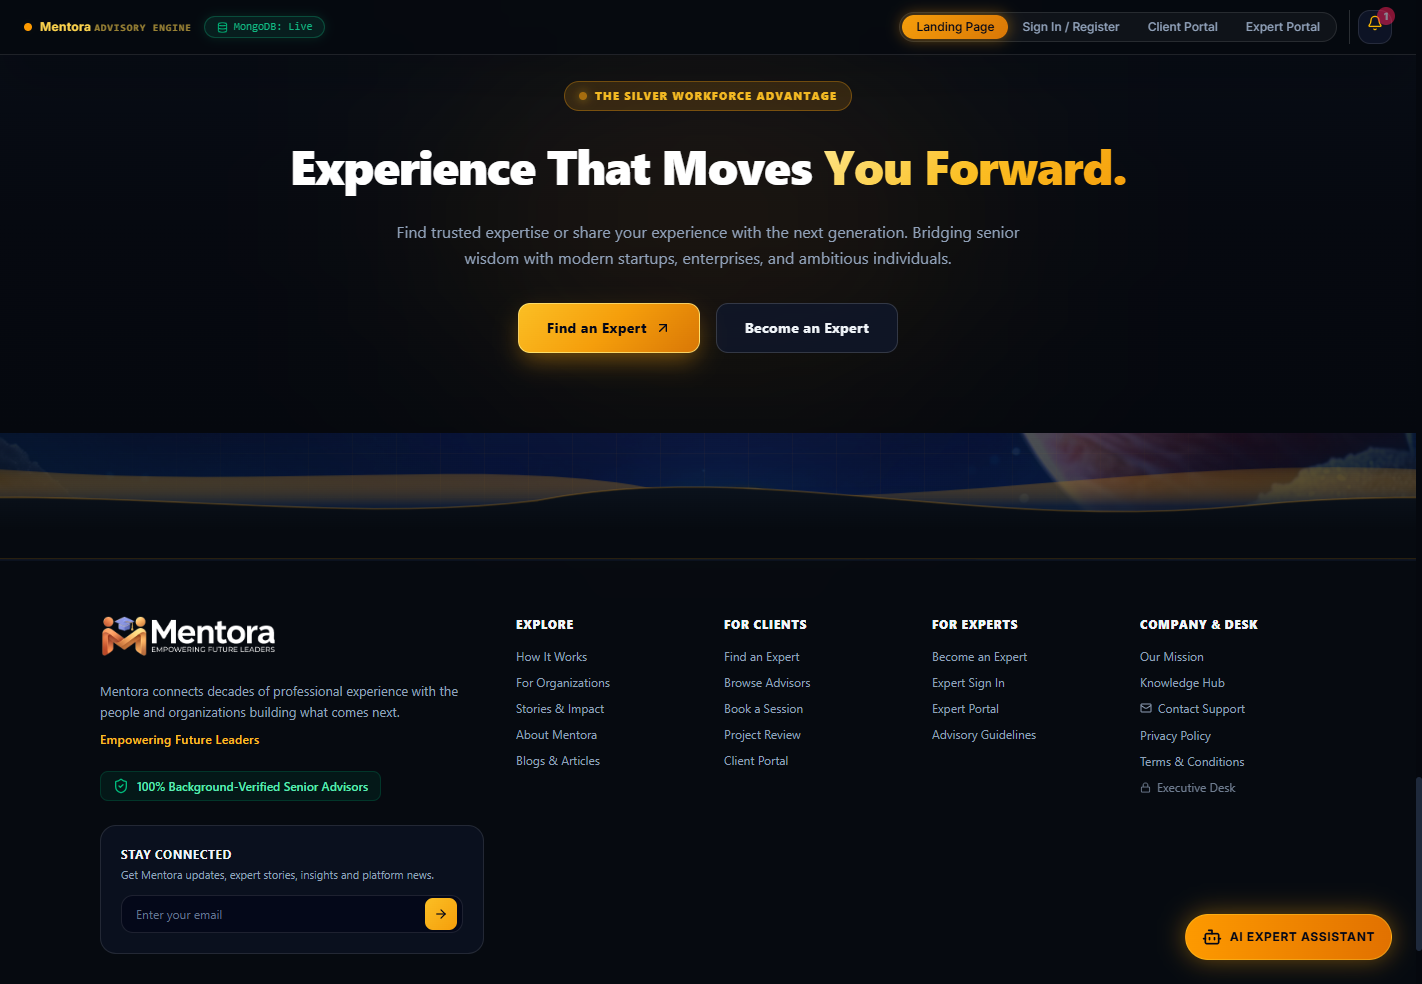 Mentora ADVISORY ENGINE
MongoDB: Live
Landing Page
Sign In / Register
Client Portal
Expert Portal
1
THE SILVER WORKFORCE ADVANTAGE
Experience That Moves You Forward.
Find trusted expertise or share your experience with the next generation. Bridging senior
wisdom with modern startups, enterprises, and ambitious individuals.
Find an Expert
Become an Expert
Mentora
EMPOWERING FUTURE LEADERS
Mentora connects decades of professional experience with the
people and organizations building what comes next.
Empowering Future Leaders
100% Background-Verified Senior Advisors
STAY CONNECTED
Get Mentora updates, expert stories, insights and platform news.
Enter your email
EXPLORE
How It Works
For Organizations
Stories & Impact
About Mentora
Blogs & Articles
FOR CLIENTS
Find an Expert
Browse Advisors
Book a Session
Project Review
Client Portal
FOR EXPERTS
Become an Expert
Expert Sign In
Expert Portal
Advisory Guidelines
COMPANY & DESK
Our Mission
Knowledge Hub
Contact Support
Privacy Policy
Terms & Conditions
Executive Desk
AI EXPERT ASSISTANT